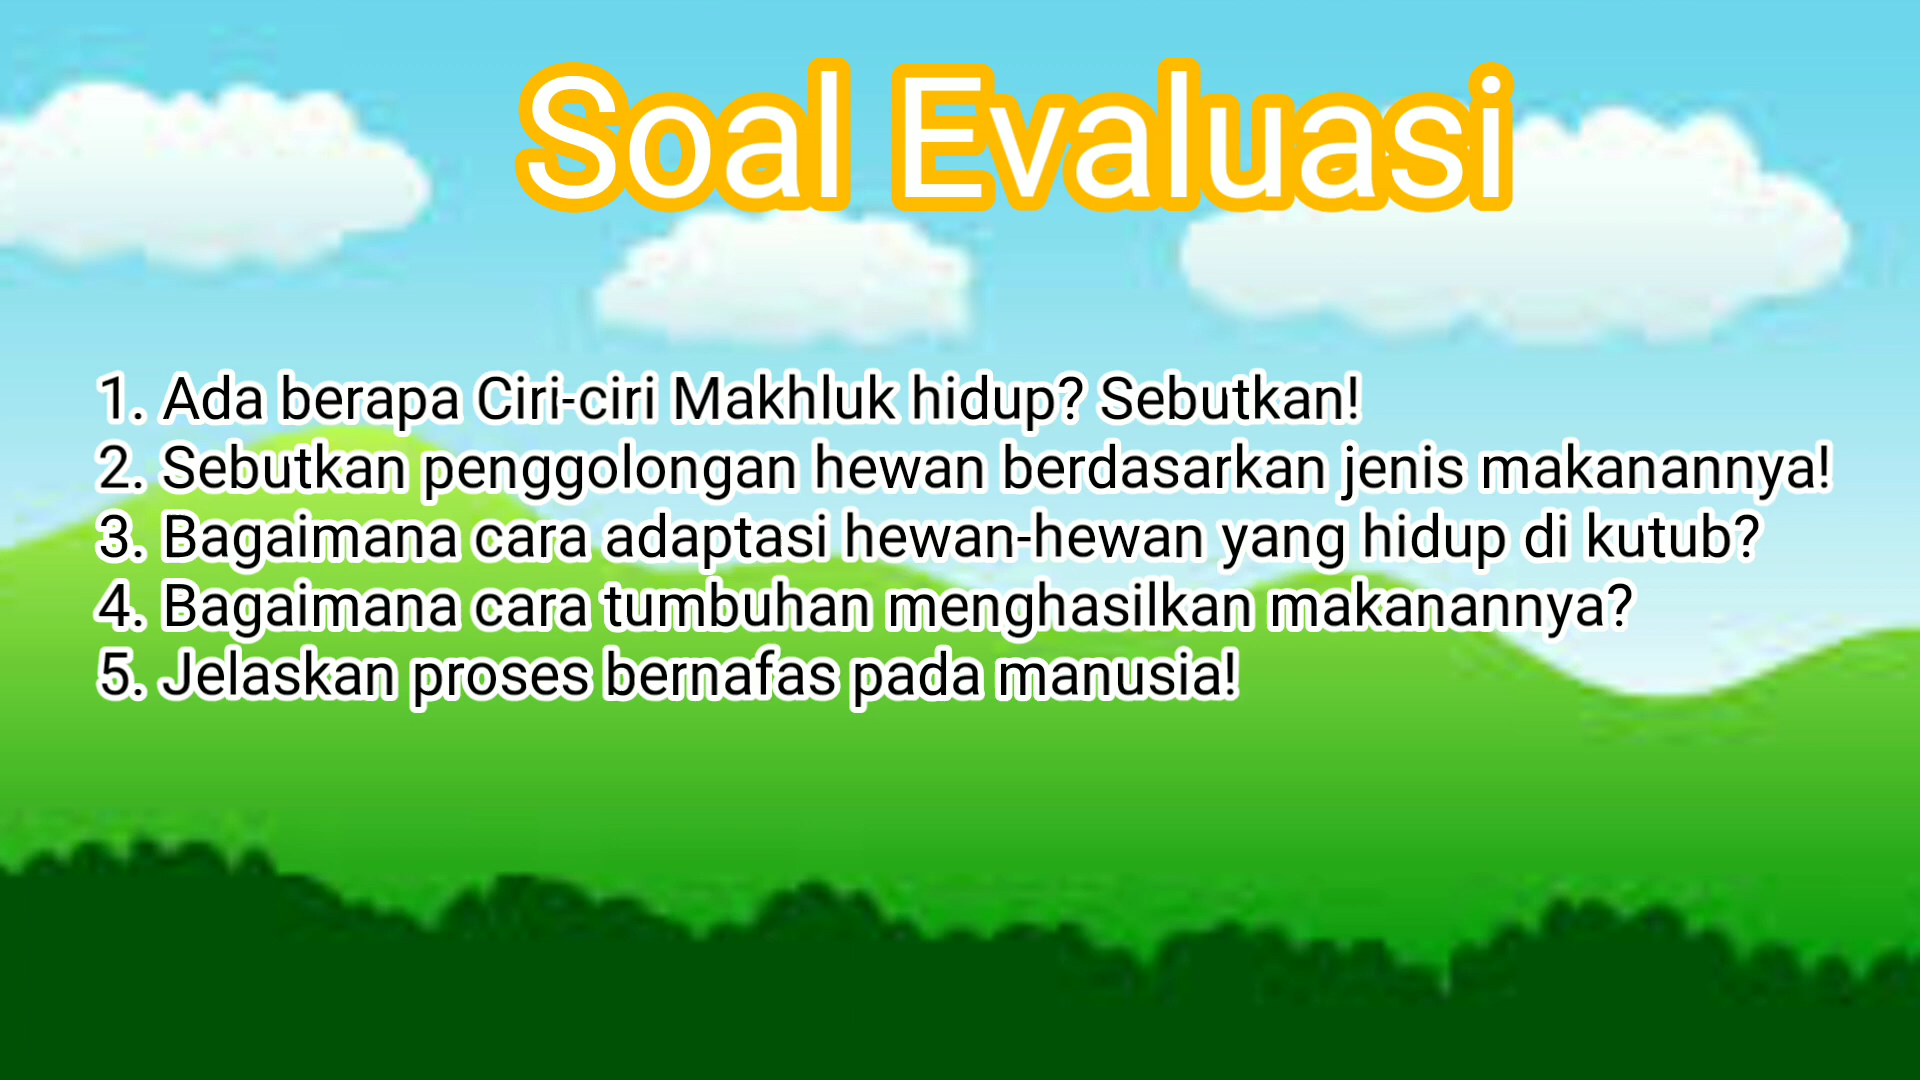 Soal Evaluasi
1. Ada berapa Ciri-ciri Makhluk hidup? Sebutkan!
2. Sebutkan penggolongan hewan berdasarkan jenis makanannya!
3. Bagaimana cara adaptasi hewan-hewan yang hidup di kutub?
4. Bagaimana cara tumbuhan menghasilkan makanannya?
5. Jelaskan proses bernafas pada manusia!